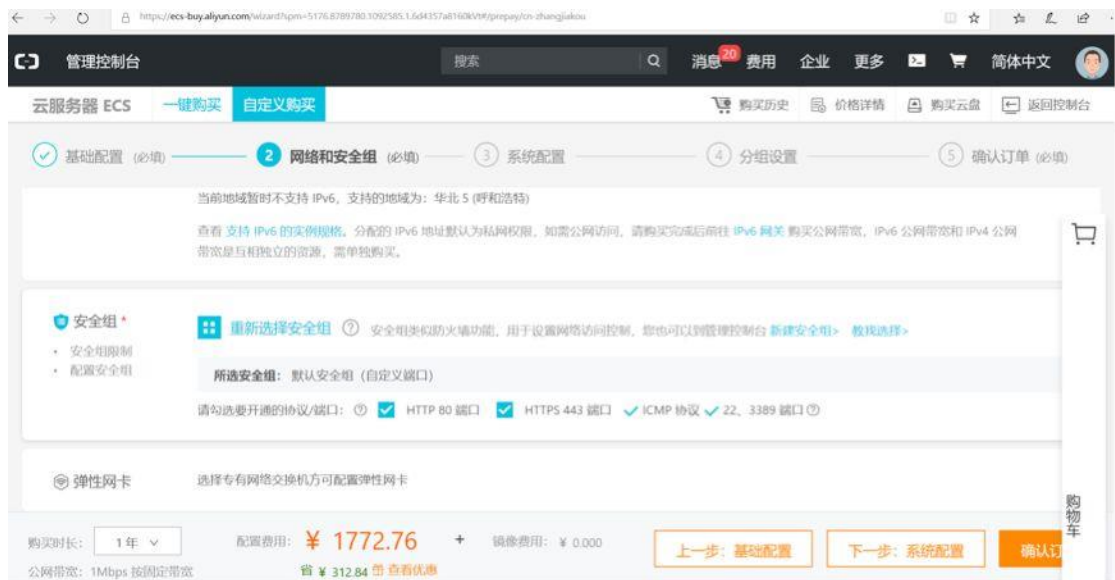 https://ecs-buy.aliyun.com/wizard?spm=5176.8789780.1092585.1.6d4357a8160kVt#/prepay/cn-zhangjiakou
管理控制台 搜索 消息 20 费用 企业 更多 简体中文
云服务器 ECS 一键购买 自定义购买 购买历史 价格详情 购买云盘 返回控制台
基础配置 (必填) 2 网络和安全组 (必填) 3 系统配置 4 分组设置 5 确认订单 (必填)
当前地域暂时不支持 IPv6，支持的地域为：华北 5 (呼和浩特)
查看 支持 IPv6 的实例规格。分配的 IPv6 地址默认为私网权限，如需公网访问，请购买完成后前往 IPv6 网关 购买公网带宽，IPv6 公网带宽和 IPv4 公网
带宽是互相独立的资源，需单独购买。
安全组 * 重新选择安全组 ? 安全组类似防火墙功能，用于设置网络访问控制，您也可以到管理控制台 新建安全组> 教我选择>
· 安全组限制
· 配置安全组
所选安全组： 默认安全组（自定义端口）
请勾选要开通的协议/端口： ? HTTP 80 端口 HTTPS 443 端口 ICMP 协议 22、3389 端口 ?
弹性网卡 选择专有网络交换机方可配置弹性网卡
购物车
购买时长： 1 年 配置费用： ¥ 1772.76 + 镜像费用： ¥ 0.000 上一步：基础配置 下一步：系统配置 确认订
公网带宽：1Mbps 按固定带宽 省 ¥ 312.84 查看优惠